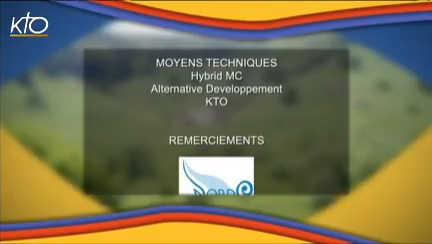 KTO
MOYENS TECHNIQUES
Hybrid MC
Alternative Developpement
KTO
REMERCIEMENTS